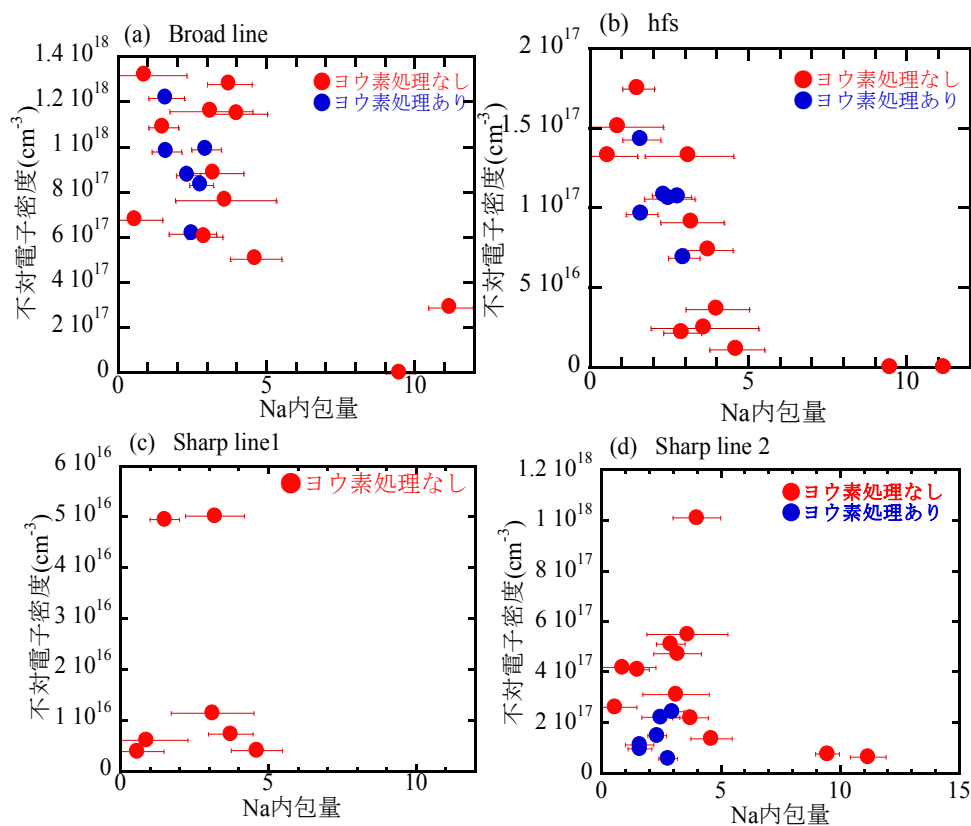 (a) Broad line
1.4 10^18
1.2 10^18
1 10^18
8 10^17
6 10^17
4 10^17
2 10^17
0
不対電子密度(cm^-3)
ヨウ素処理なし
ヨウ素処理あり
0 5 10
Na内包量
(b) hfs
2 10^17
1.5 10^17
1 10^17
5 10^16
0
不対電子密度(cm^-3)
ヨウ素処理なし
ヨウ素処理あり
0 5 10
Na内包量
(c) Sharp line1
6 10^16
5 10^16
4 10^16
3 10^16
2 10^16
1 10^16
0
不対電子密度(cm^-3)
ヨウ素処理なし
0 5 10
Na内包量
(d) Sharp line 2
1.2 10^18
1 10^18
8 10^17
6 10^17
4 10^17
2 10^17
0
不対電子密度(cm^-3)
ヨウ素処理なし
ヨウ素処理あり
0 5 10 15
Na内包量